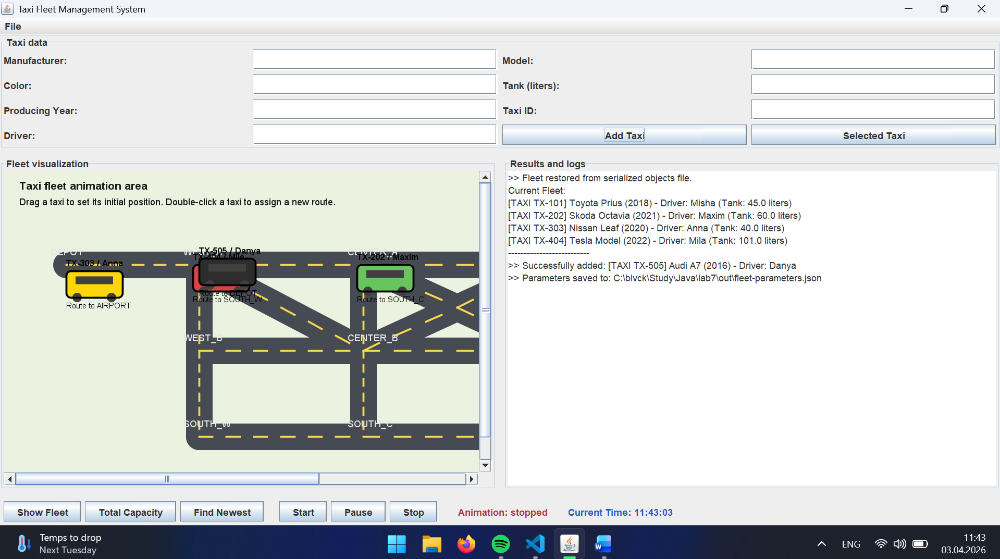 Taxi Fleet Management System
File
Taxi data
Manufacturer:
Model:
Color:
Tank (liters):
Producing Year:
Taxi ID:
Driver:
Add Taxi
Selected Taxi
Fleet visualization
Taxi fleet animation area
Drag a taxi to set its initial position. Double-click a taxi to assign a new route.
DEPOT
TX-303 / Anna
Route to AIRPORT
TX-505 / Danya
TX-404 / Mila
Route to DEPOT
Route to SOUTH_W
CENTER_A
TX-202 / Maxim
Route to SOUTH_C
WEST_B
CENTER_B
SOUTH_W
SOUTH_C
Results and logs
>> Fleet restored from serialized objects file.
Current Fleet:
[TAXI TX-101] Toyota Prius (2018) - Driver: Misha (Tank: 45.0 liters)
[TAXI TX-202] Skoda Octavia (2021) - Driver: Maxim (Tank: 60.0 liters)
[TAXI TX-303] Nissan Leaf (2020) - Driver: Anna (Tank: 40.0 liters)
[TAXI TX-404] Tesla Model (2022) - Driver: Mila (Tank: 101.0 liters)
--------------------------
>> Successfully added: [TAXI TX-505] Audi A7 (2016) - Driver: Danya
>> Parameters saved to: C:\blvck\Study\Java\lab7\out\fleet-parameters.json
Show Fleet
Total Capacity
Find Newest
Start
Pause
Stop
Animation: stopped
Current Time: 11:43:03
Temps to drop
Next Tuesday
W
ENG
11:43
03.04.2026